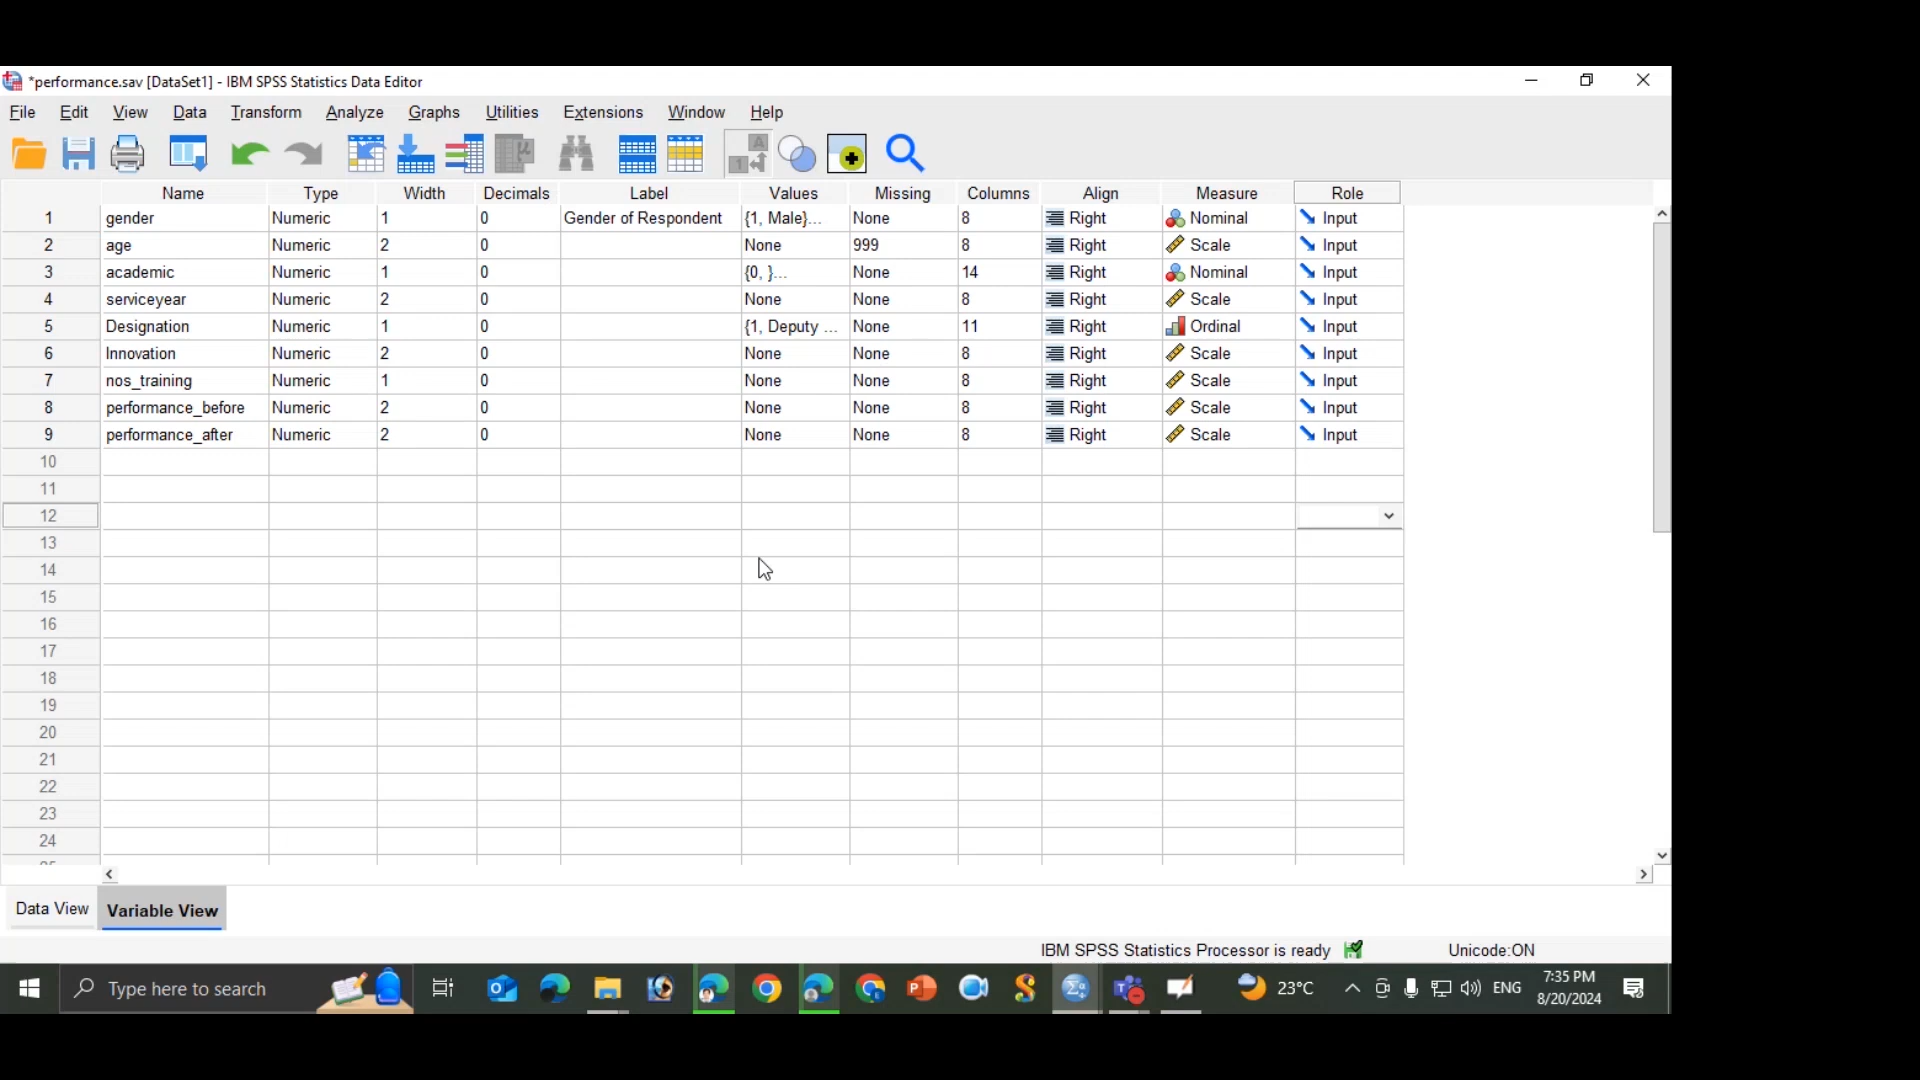 *performance.sav [DataSet1] - IBM SPSS Statistics Data Editor
File Edit View Data Transform Analyze Graphs Utilities Extensions Window Help
Name Type Width Decimals Label Values Missing Columns Align Measure Role
1 gender Numeric 1 0 Gender of Respondent {1, Male}... None 8 Right Nominal Input
2 age Numeric 2 0 None 999 8 Right Scale Input
3 academic Numeric 1 0 {0, }... None 14 Right Nominal Input
4 serviceyear Numeric 2 0 None None 8 Right Scale Input
5 Designation Numeric 1 0 {1, Deputy ... None 11 Right Ordinal Input
6 Innovation Numeric 2 0 None None 8 Right Scale Input
7 nos_training Numeric 1 0 None None 8 Right Scale Input
8 performance_before Numeric 2 0 None None 8 Right Scale Input
9 performance_after Numeric 2 0 None None 8 Right Scale Input
10
11
12
13
14
15
16
17
18
19
20
21
22
23
24
Data View Variable View
IBM SPSS Statistics Processor is ready Unicode:ON
Type here to search 23°C ENG 7:35 PM
8/20/2024